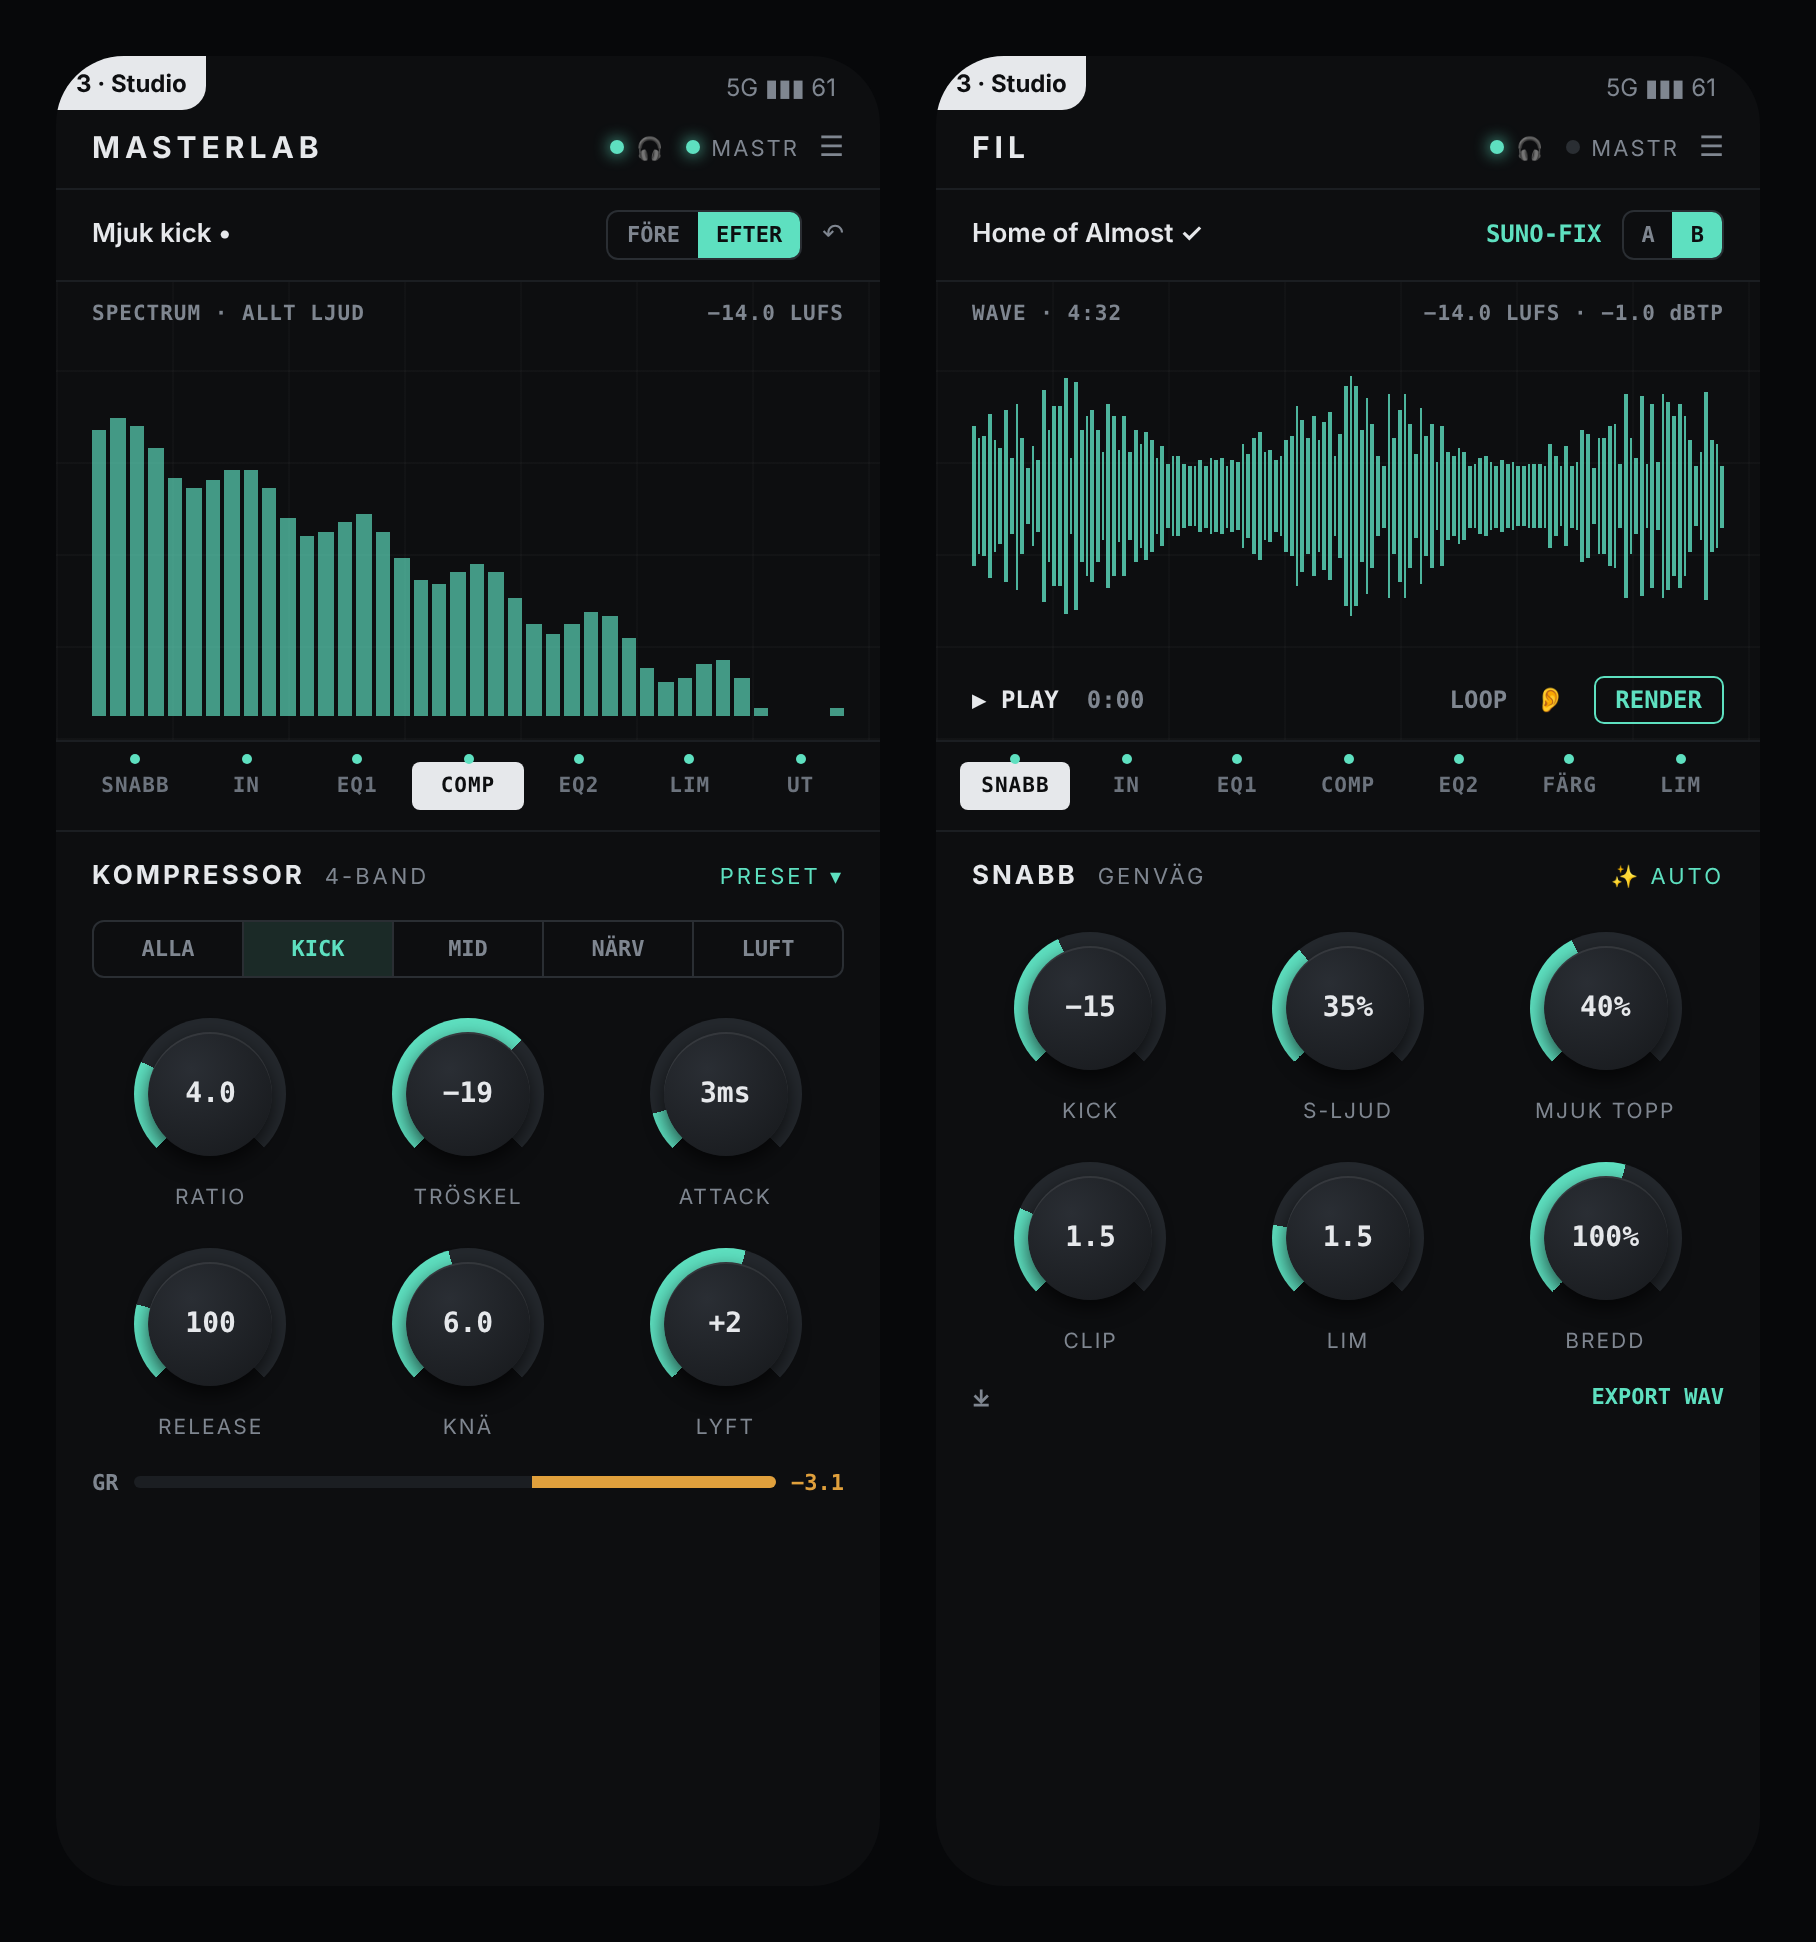 3 · Studio
5G ▮▮▮ 61
MASTERLAB
🎧 MASTR ☰
Mjuk kick •
FÖRE EFTER ↶
SPECTRUM · ALLT LJUD
−14.0 LUFS
SNABB IN EQ1 COMP EQ2 LIM UT
KOMPRESSOR 4-BAND
PRESET ▾
ALLA KICK MID NÄRV LUFT
4.0 −19 3ms
RATIO TRÖSKEL ATTACK
100 6.0 +2
RELEASE KNÄ LYFT
GR −3.1
3 · Studio
5G ▮▮▮ 61
FIL
🎧 MASTR ☰
Home of Almost ✓
SUNO-FIX A B
WAVE · 4:32
−14.0 LUFS · −1.0 dBTP
▶ PLAY 0:00
LOOP 👂 RENDER
SNABB IN EQ1 COMP EQ2 FÄRG LIM
SNABB GENVÄG
✨ AUTO
−15 35% 40%
KICK S-LJUD MJUK TOPP
1.5 1.5 100%
CLIP LIM BREDD
EXPORT WAV